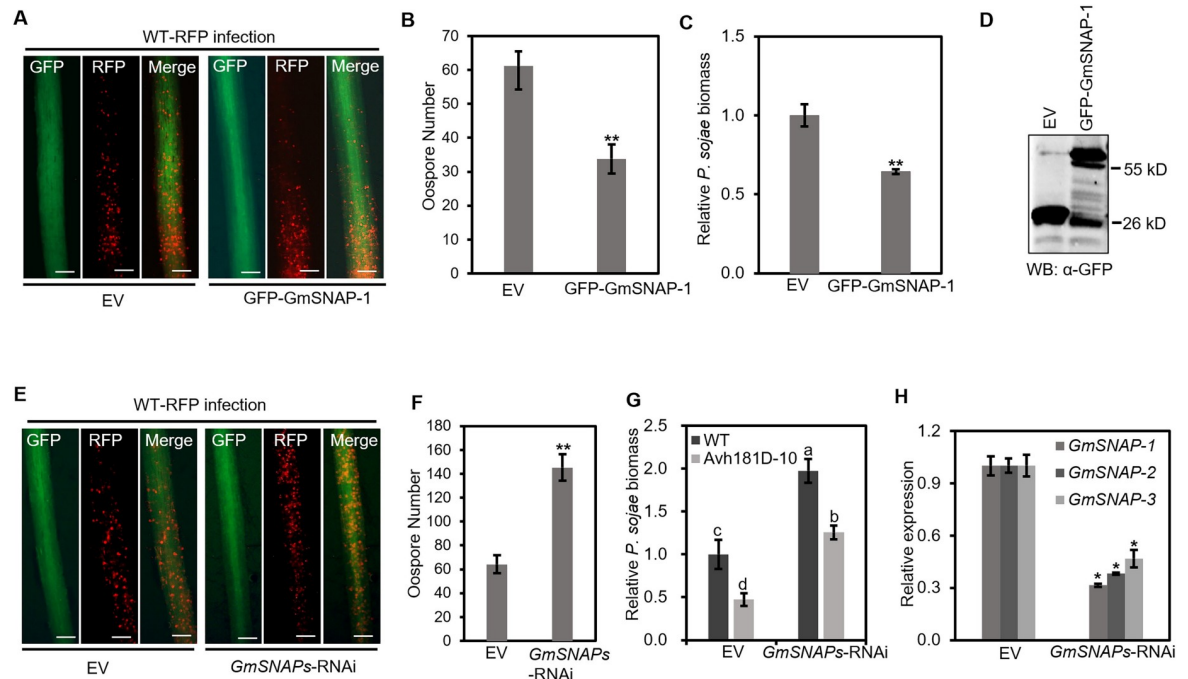 A
WT-RFP infection
GFP RFP Merge GFP RFP Merge
EV GFP-GmSNAP-1
B
Oospore Number
70
60
50
40
30
20
10
0
**
EV GFP-GmSNAP-1
C
Relative P. sojae biomass
1.5
1.0
0.5
0.0
**
EV GFP-GmSNAP-1
D
EV GFP-GmSNAP-1
55 kD
26 kD
WB: α-GFP
E
WT-RFP infection
GFP RFP Merge GFP RFP Merge
EV GmSNAPs-RNAi
F
Oospore Number
180
160
140
120
100
80
60
40
20
0
**
EV GmSNAPs
-RNAi
G
Relative P. sojae biomass
2.5
2.0
1.5
1.0
0.5
0.0
WT
Avh181D-10
c d a b
EV GmSNAPs-RNAi
H
Relative expression
1.2
0.9
0.6
0.3
0.0
GmSNAP-1
GmSNAP-2
GmSNAP-3
* * *
EV GmSNAPs-RNAi